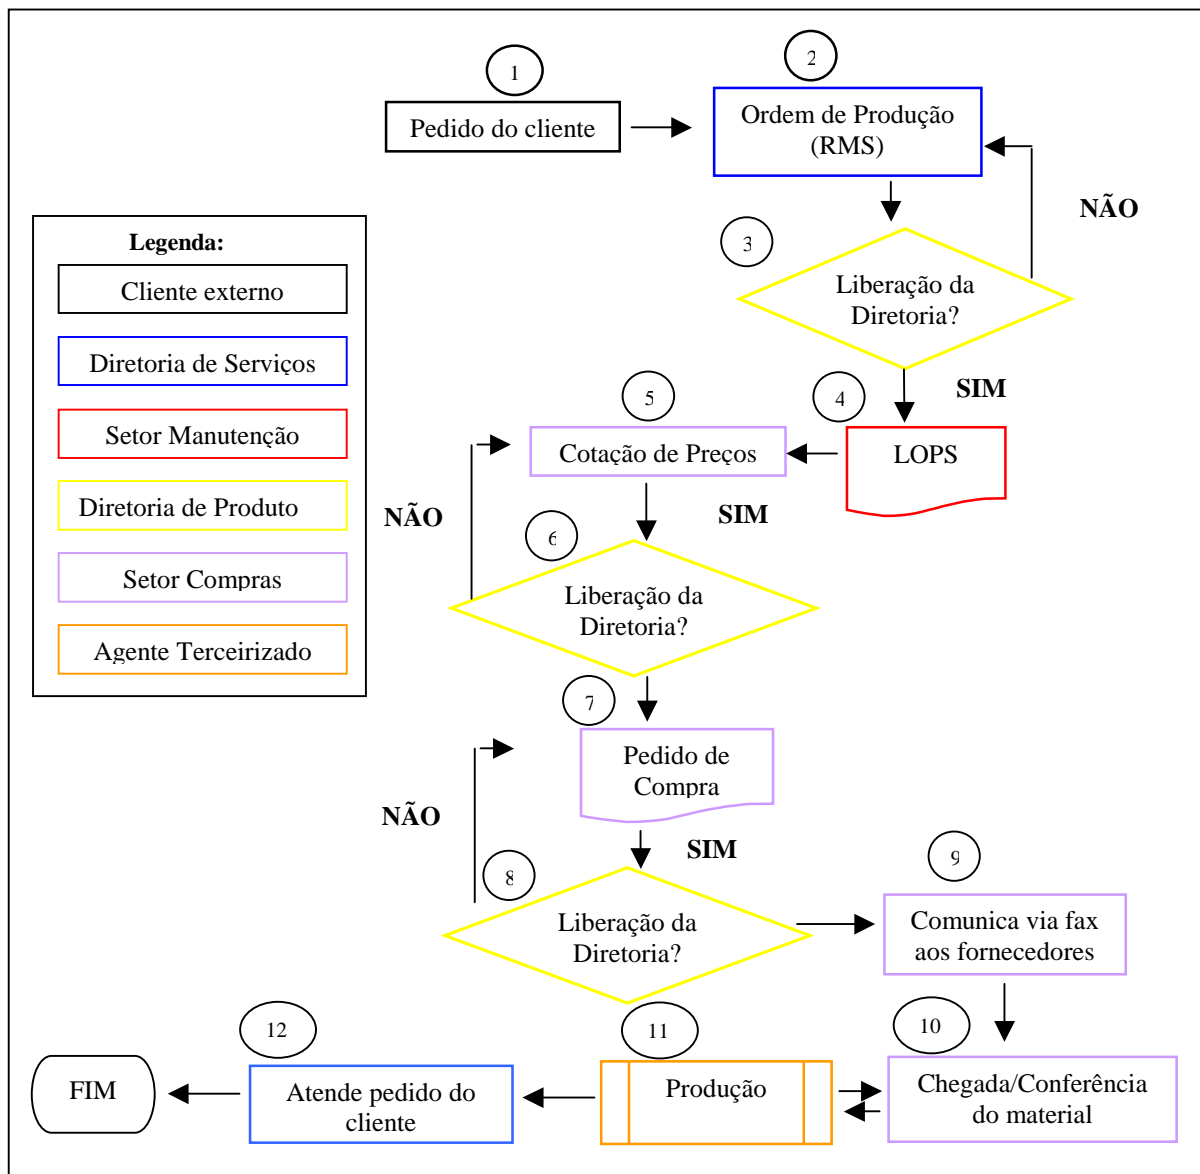 1
2
Pedido do cliente
Ordem de Produção
(RMS)
NÃO
3
Liberação da
Diretoria?
SIM
Legenda:
Cliente externo
Diretoria de Serviços
Setor Manutenção
Diretoria de Produto
Setor Compras
Agente Terceirizado
4
LOPS
5
Cotação de Preços
SIM
NÃO
6
Liberação da
Diretoria?
7
Pedido de
Compra
NÃO
SIM
8
Liberação da
Diretoria?
9
Comunica via fax
aos fornecedores
10
Chegada/Conferência
do material
11
Produção
12
Atende pedido do
cliente
FIM